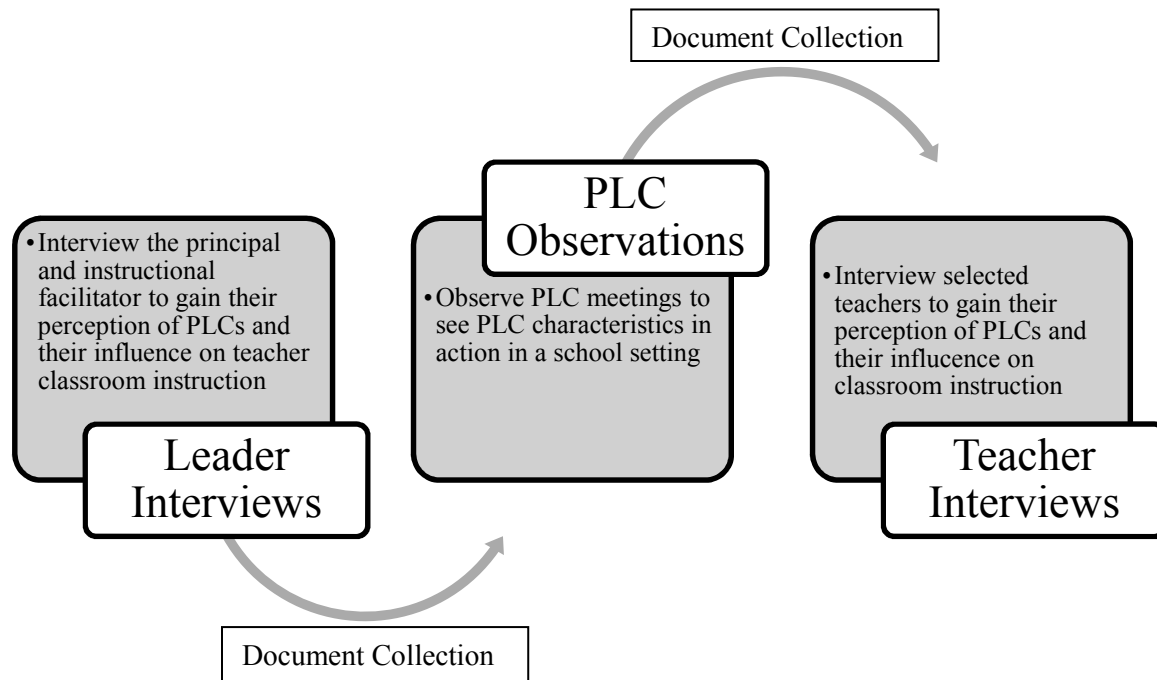 Document Collection
•Interview the principal
and instructional
facilitator to gain their
perception of PLCs and
their influence on teacher
classroom instruction
Leader
Interviews
PLC
Observations
•Observe PLC meetings to
see PLC characteristics in
action in a school setting
•Interview selected
teachers to gain their
perception of PLCs and
their influcence on
classroom instruction
Teacher
Interviews
Document Collection